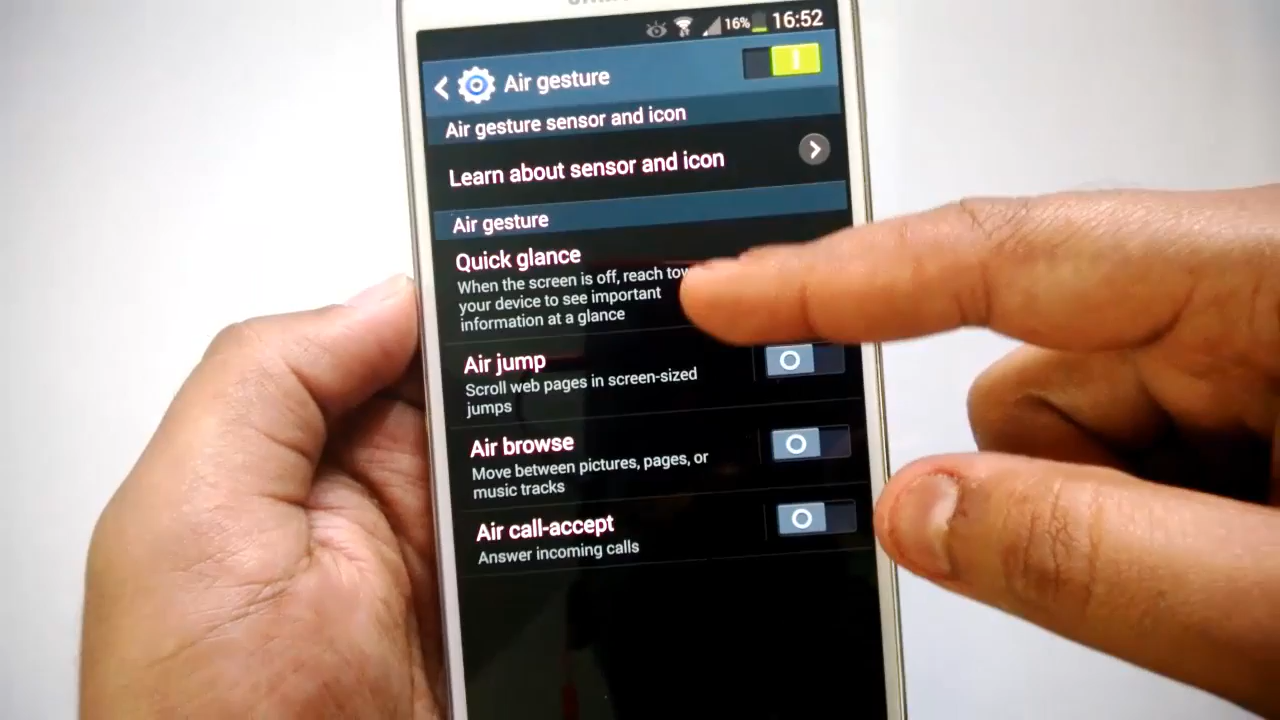 16% 16:52
Air gesture
Air gesture sensor and icon
Learn about sensor and icon
Air gesture
Quick glance
When the screen is off, reach
your device to see important
information at a glance
Air jump
Scroll web pages in screen-sized
jumps
Air browse
Move between pictures, pages, or
music tracks
Air call-accept
Answer incoming calls